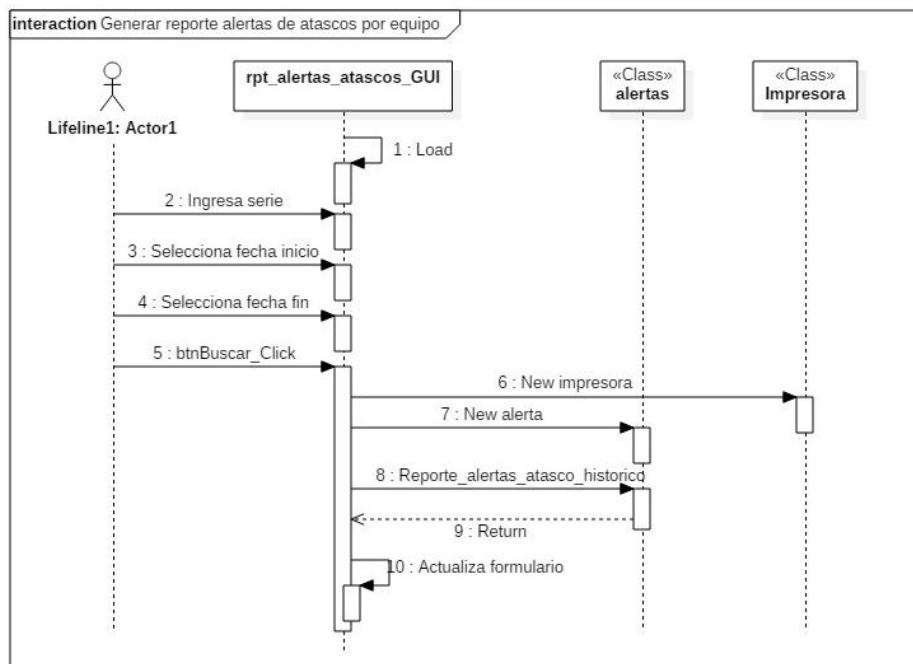 interaction Generar reporte alertas de atascos por equipo
Lifeline1: Actor1
rpt_alertas_atascos_GUI
«Class»
alertas
«Class»
Impresora
1 : Load
2 : Ingresa serie
3 : Selecciona fecha inicio
4 : Selecciona fecha fin
5 : btnBuscar_Click
6 : New impresora
7 : New alerta
8 : Reporte_alertas_atasco_historico
9 : Return
10 : Actualiza formulario